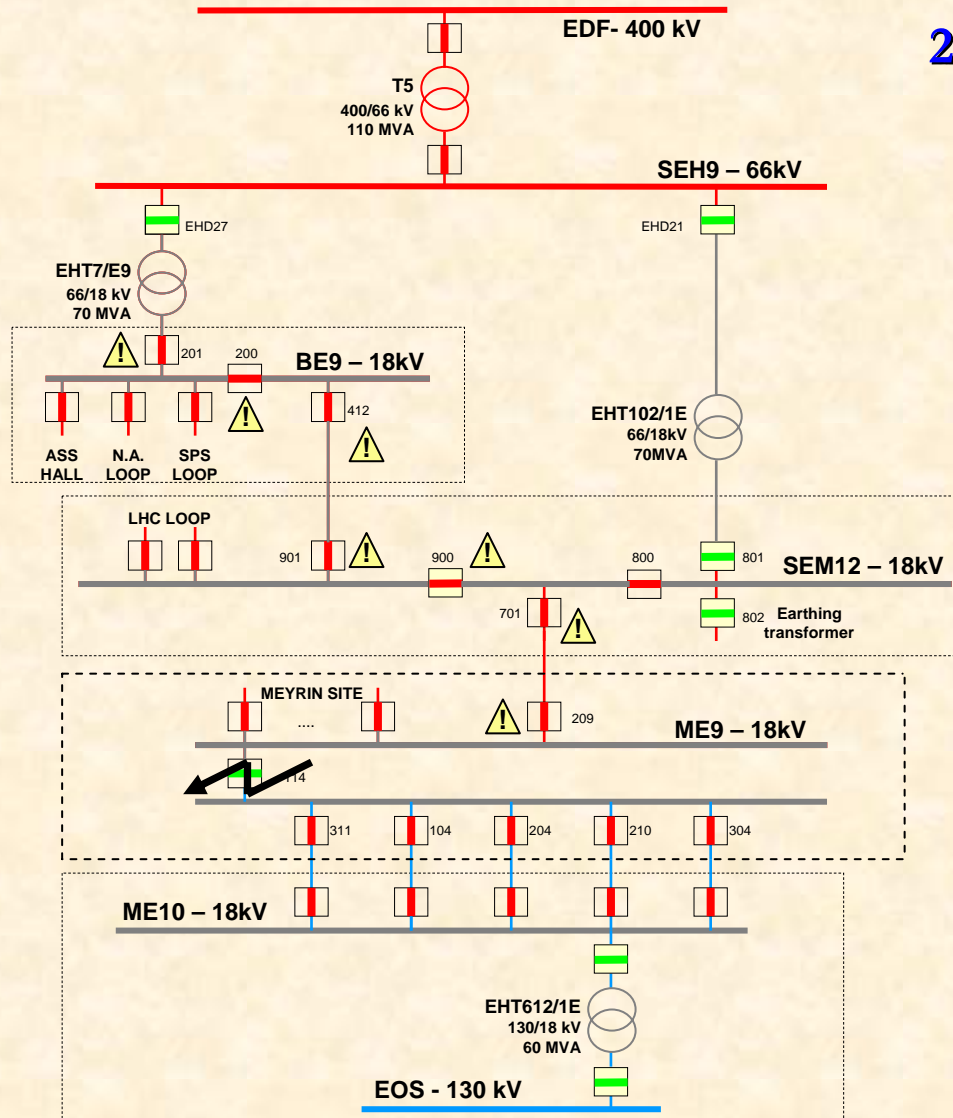 EDF- 400 kV
2
T5
400/66 kV
110 MVA
SEH9 – 66kV
EHD27
EHD21
EHT7/E9
66/18 kV
70 MVA
!
201
200
BE9 – 18kV
!
412
!
ASS
HALL
N.A.
LOOP
SPS
LOOP
EHT102/1E
66/18kV
70MVA
LHC LOOP
901
!
900
!
800
801
SEM12 – 18kV
701
!
802
Earthing
transformer
MEYRIN SITE
....
!
209
ME9 – 18kV
114
311
104
204
210
304
ME10 – 18kV
EHT612/1E
130/18 kV
60 MVA
EOS - 130 kV